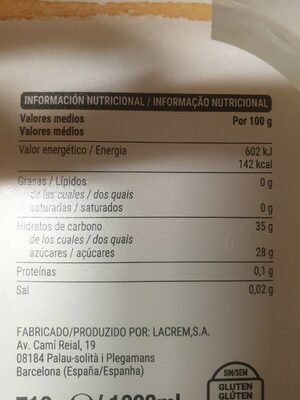 INFORMACIÓN NUTRICIONAL / INFORMAÇÃO NUTRICIONAL
Valores medios Por 100 g
Valores médios
Valor energético / Energia 602 kJ
142 kcal
Grasas / Lípidos 0 g
de las cuales / dos quais
saturadas / saturados 0 g
Hidratos de carbono 35 g
de los cuales / dos quais
azúcares / açúcares 28 g
Proteínas 0,1 g
Sal 0,02 g
FABRICADO/PRODUZIDO POR: LACREM,S.A.
Av. Camí Reial, 19
08184 Palau-solità i Plegamans
Barcelona (España/Espanha)
SIN/SEM
GLUTEN
GLÚTEN